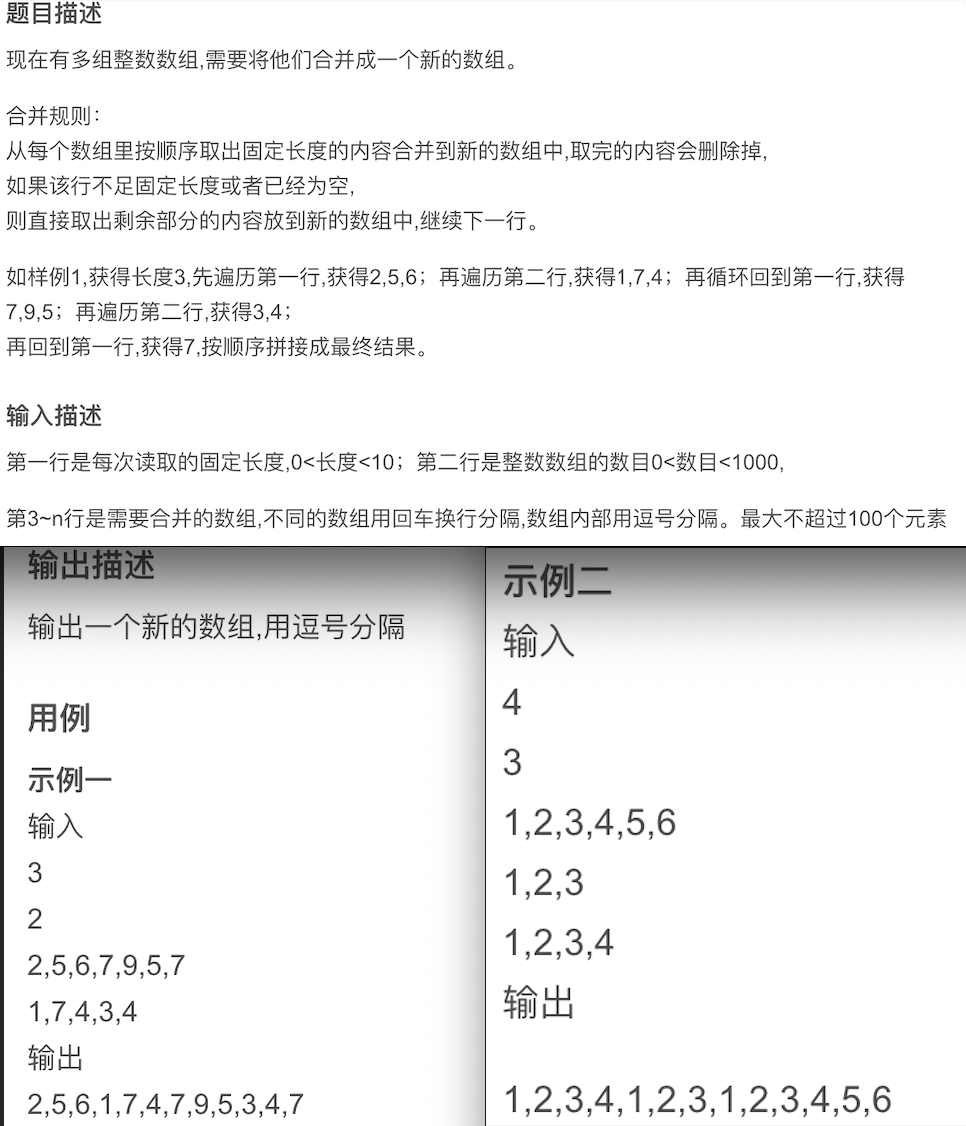 题目描述
现在有多组整数数组,需要将他们合并成一个新的数组。
合并规则：
从每个数组里按顺序取出固定长度的内容合并到新的数组中,取完的内容会删除掉,
如果该行不足固定长度或者已经为空,
则直接取出剩余部分的内容放到新的数组中,继续下一行。
如样例1,获得长度3,先遍历第一行,获得2,5,6；再遍历第二行,获得1,7,4；再循环回到第一行,获得
7,9,5；再遍历第二行,获得3,4；
再回到第一行,获得7,按顺序拼接成最终结果。
输入描述
第一行是每次读取的固定长度,0<长度<10；第二行是整数数组的数目0<数目<1000,
第3~n行是需要合并的数组,不同的数组用回车换行分隔,数组内部用逗号分隔。最大不超过100个元素
输出描述
输出一个新的数组,用逗号分隔
用例
示例一
输入
3
2
2,5,6,7,9,5,7
1,7,4,3,4
输出
2,5,6,1,7,4,7,9,5,3,4,7
示例二
输入
4
3
1,2,3,4,5,6
1,2,3
1,2,3,4
输出
1,2,3,4,1,2,3,1,2,3,4,5,6